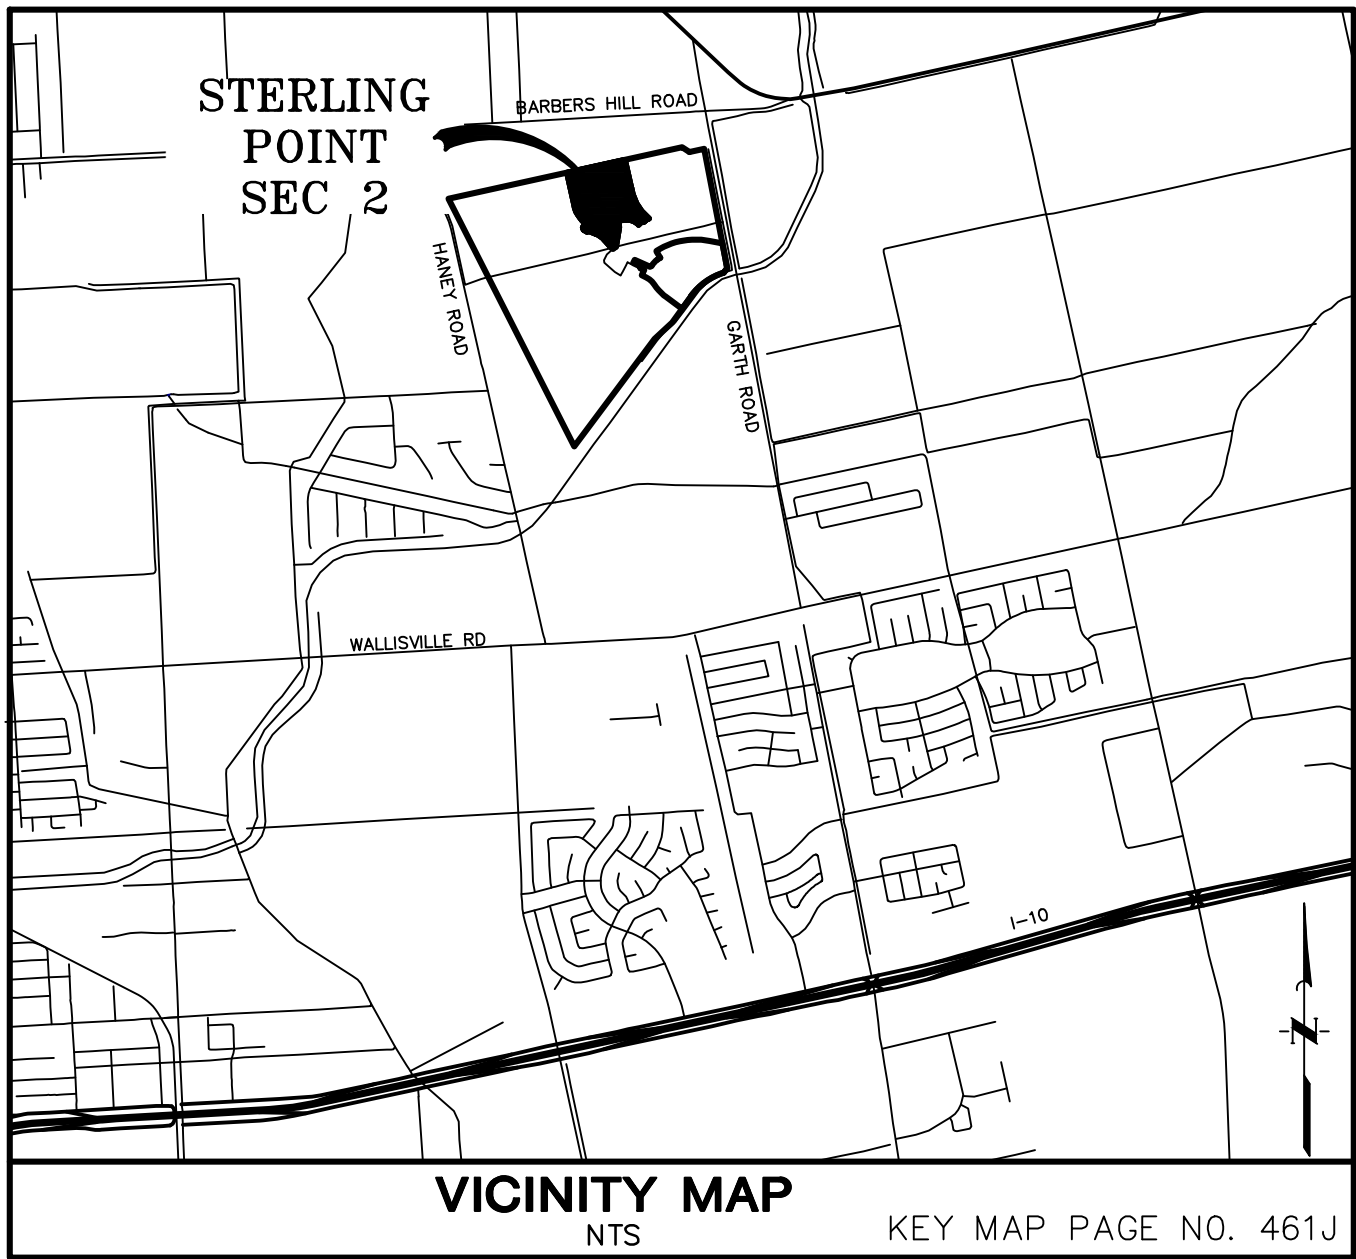 STERLING
POINT
SEC 2
BARBERS HILL ROAD
HANEY ROAD
GARTH ROAD
WALLISVILLE RD
I-10
N
VICINITY MAP
NTS
KEY MAP PAGE NO. 461J